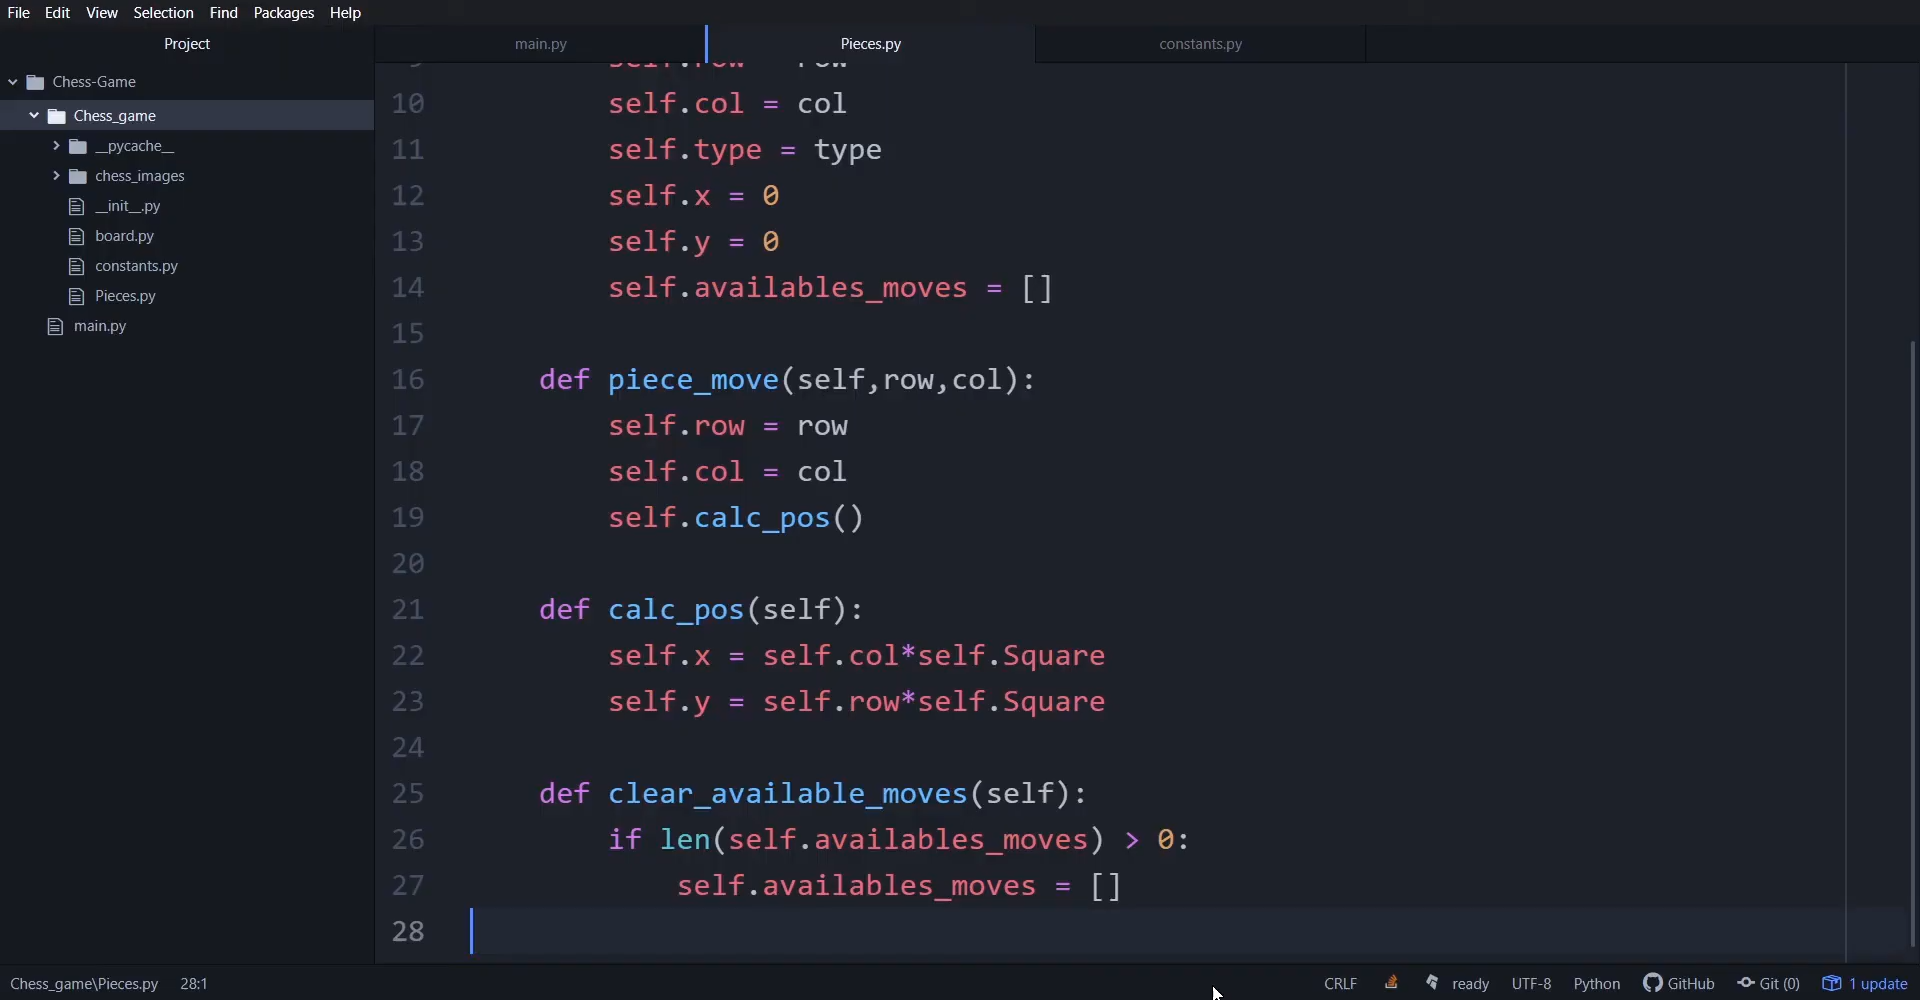 File Edit View Selection Find Packages Help
Project
main.py Pieces.py constants.py
Chess-Game
Chess_game
__pycache__
chess_images
__init__.py
board.py
constants.py
Pieces.py
main.py
9 self.row = row
10 self.col = col
11 self.type = type
12 self.x = 0
13 self.y = 0
14 self.availables_moves = []
15
16 def piece_move(self,row,col):
17 self.row = row
18 self.col = col
19 self.calc_pos()
20
21 def calc_pos(self):
22 self.x = self.col*self.Square
23 self.y = self.row*self.Square
24
25 def clear_available_moves(self):
26 if len(self.availables_moves) > 0:
27 self.availables_moves = []
28
Chess_game\Pieces.py 28:1 CRLF ready UTF-8 Python GitHub Git (0) 1 update